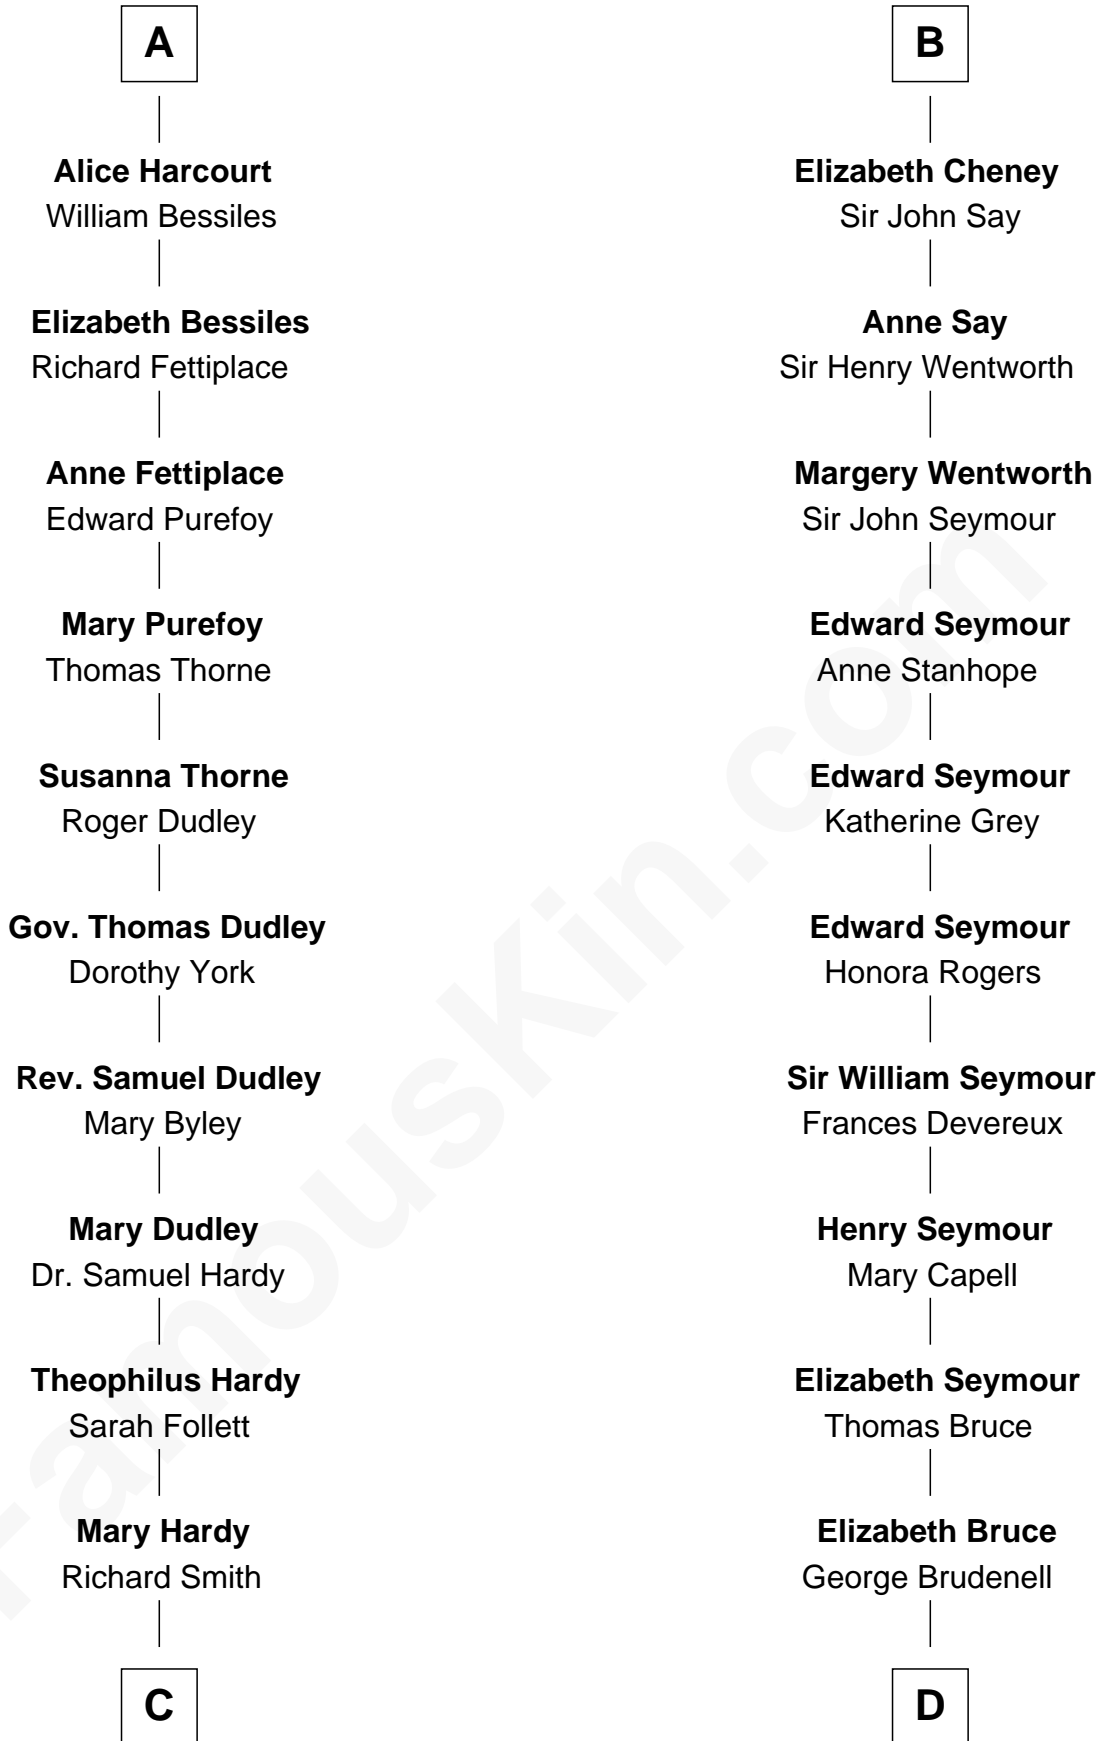 A
Alice Harcourt
William Bessiles
Elizabeth Bessiles
Richard Fettiplace
Anne Fettiplace
Edward Purefoy
Mary Purefoy
Thomas Thorne
Susanna Thorne
Roger Dudley
Gov. Thomas Dudley
Dorothy York
Rev. Samuel Dudley
Mary Byley
Mary Dudley
Dr. Samuel Hardy
Theophilus Hardy
Sarah Follett
Mary Hardy
Richard Smith
C
B
Elizabeth Cheney
Sir John Say
Anne Say
Sir Henry Wentworth
Margery Wentworth
Sir John Seymour
Edward Seymour
Anne Stanhope
Edward Seymour
Katherine Grey
Edward Seymour
Honora Rogers
Sir William Seymour
Frances Devereux
Henry Seymour
Mary Capell
Elizabeth Seymour
Thomas Bruce
Elizabeth Bruce
George Brudenell
D
FamousKin.com